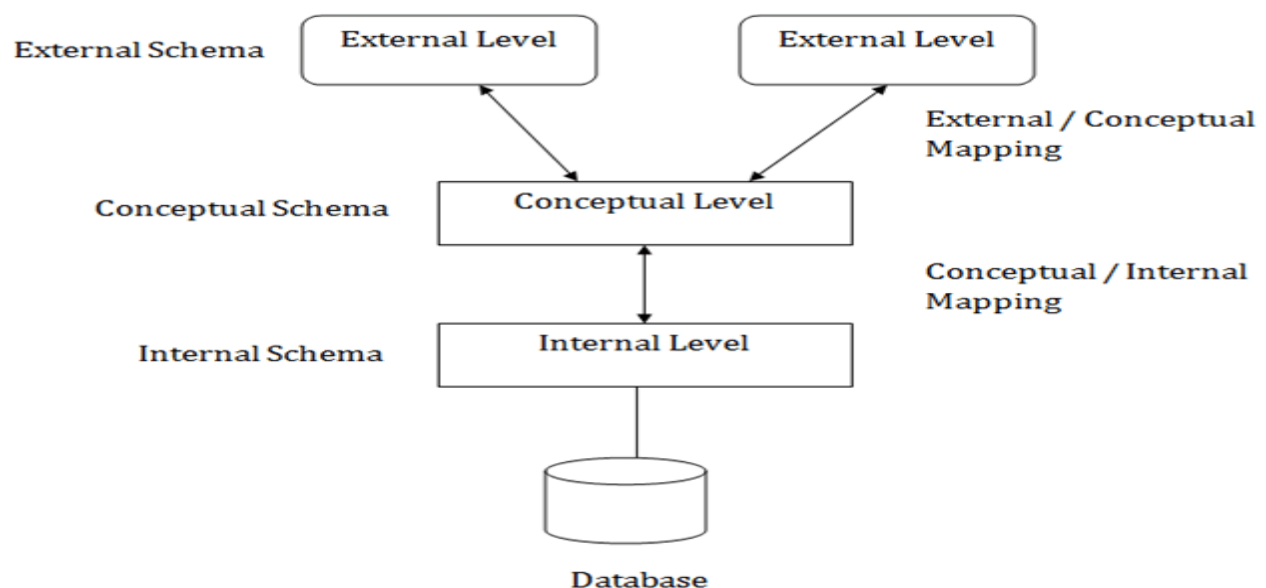 External Schema
External Level
External Level
External / Conceptual
Mapping
Conceptual Schema
Conceptual Level
Conceptual / Internal
Mapping
Internal Schema
Internal Level
Database